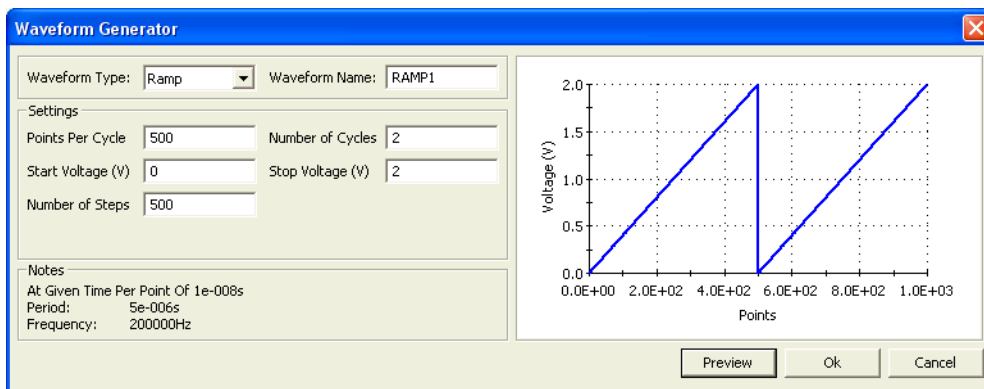 Waveform Generator
Waveform Type: Ramp Waveform Name: RAMP1
Settings
Points Per Cycle 500 Number of Cycles 2
Start Voltage (V) 0 Stop Voltage (V) 2
Number of Steps 500
Notes
At Given Time Per Point Of 1e-008s
Period: 5e-006s
Frequency: 200000Hz
Voltage (V)
2.0
1.5
1.0
0.5
0.0
0.0E+00 2.0E+02 4.0E+02 6.0E+02 8.0E+02 1.0E+03
Points
Preview Ok Cancel